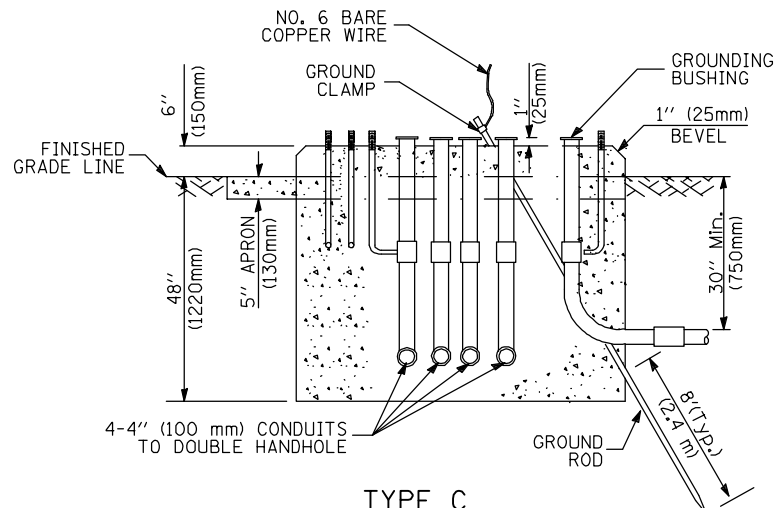 NO. 6 BARE
COPPER WIRE
GROUND
CLAMP
GROUNDING
BUSHING
6"
(150mm)
1"
(25mm)
1" (25mm)
BEVEL
FINISHED
GRADE LINE
48"
(1220mm)
5" APRON
(130mm)
30" Min.
(750mm)
4-4" (100 mm) CONDUITS
TO DOUBLE HANDHOLE
GROUND
ROD
8'(Typ.)
(2.4 m)
TYPE C